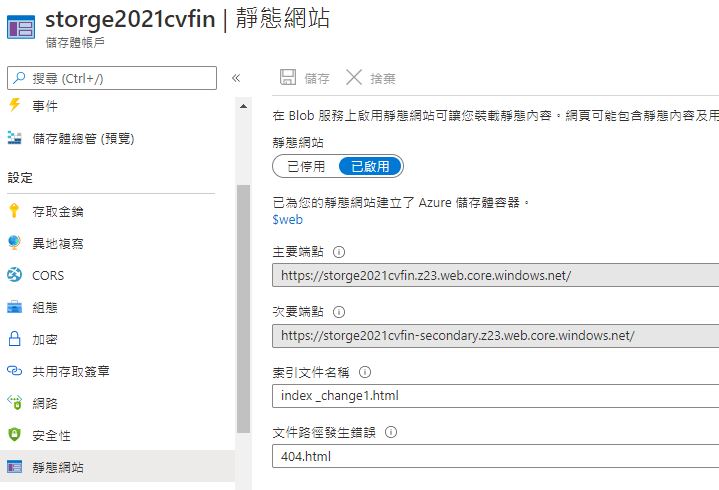 storge2021cvfin | 靜態網站
儲存體帳戶
搜尋 (Ctrl+/)
«
儲存
捨棄
事件
儲存體總管 (預覽)
設定
存取金鑰
異地複寫
CORS
組態
加密
共用存取簽章
網路
安全性
靜態網站
在 Blob 服務上啟用靜態網站可讓您裝載靜態內容。網頁可能包含靜態內容及用
靜態網站
已停用 已啟用
已為您的靜態網站建立了 Azure 儲存體容器。
$web
主要端點
https://storge2021cvfin.z23.web.core.windows.net/
次要端點
https://storge2021cvfin-secondary.z23.web.core.windows.net/
索引文件名稱
index _change1.html
文件路徑發生錯誤
404.html